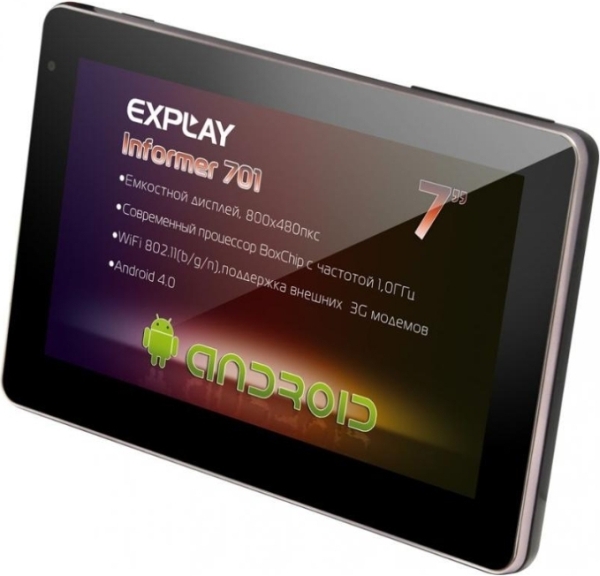 EXPLAY
Informer 701
7”
•Емкостной дисплей, 800x480пкс
•Современный процессор BoxChip с частотой 1,0ГГц
•WiFi 802.11(b/g/n),поддержка внешних 3G модемов
•Android 4.0
ANDROID